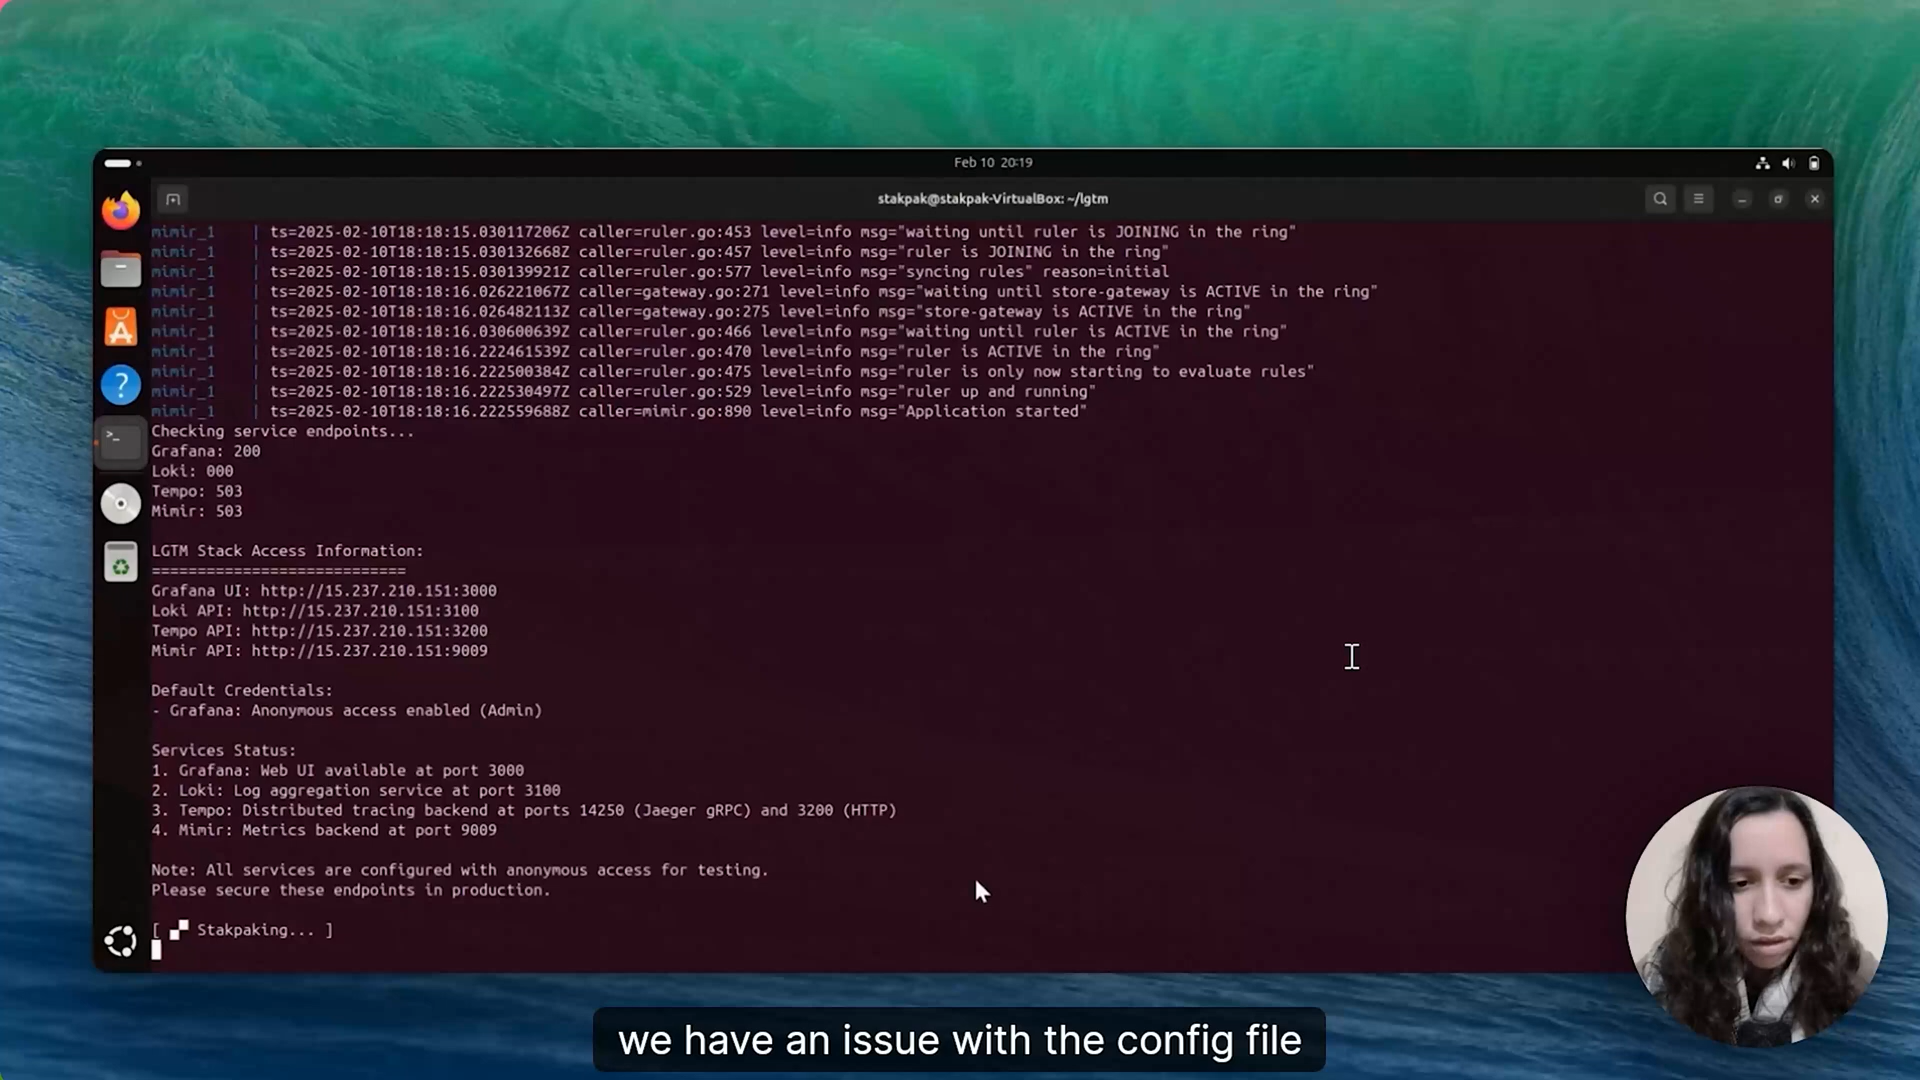 Feb 10 20:19
stakpak@stakpak-VirtualBox: ~/lgtm
mimir_1 | ts=2025-02-10T18:18:15.030117206Z caller=ruler.go:453 level=info msg="waiting until ruler is JOINING in the ring"
mimir_1 | ts=2025-02-10T18:18:15.030132668Z caller=ruler.go:457 level=info msg="ruler is JOINING in the ring"
mimir_1 | ts=2025-02-10T18:18:15.030139921Z caller=ruler.go:577 level=info msg="syncing rules" reason=initial
mimir_1 | ts=2025-02-10T18:18:16.026221067Z caller=gateway.go:271 level=info msg="waiting until store-gateway is ACTIVE in the ring"
mimir_1 | ts=2025-02-10T18:18:16.026482113Z caller=gateway.go:275 level=info msg="store-gateway is ACTIVE in the ring"
mimir_1 | ts=2025-02-10T18:18:16.030600639Z caller=ruler.go:466 level=info msg="waiting until ruler is ACTIVE in the ring"
mimir_1 | ts=2025-02-10T18:18:16.222461539Z caller=ruler.go:470 level=info msg="ruler is ACTIVE in the ring"
mimir_1 | ts=2025-02-10T18:18:16.222500384Z caller=ruler.go:475 level=info msg="ruler is only now starting to evaluate rules"
mimir_1 | ts=2025-02-10T18:18:16.222530497Z caller=ruler.go:529 level=info msg="ruler up and running"
mimir_1 | ts=2025-02-10T18:18:16.222559688Z caller=mimir.go:890 level=info msg="Application started"
Checking service endpoints...
Grafana: 200
Loki: 000
Tempo: 503
Mimir: 503
LGTM Stack Access Information:
============================
Grafana UI: http://15.237.210.151:3000
Loki API: http://15.237.210.151:3100
Tempo API: http://15.237.210.151:3200
Mimir API: http://15.237.210.151:9009
Default Credentials:
- Grafana: Anonymous access enabled (Admin)
Services Status:
1. Grafana: Web UI available at port 3000
2. Loki: Log aggregation service at port 3100
3. Tempo: Distributed tracing backend at ports 14250 (Jaeger gRPC) and 3200 (HTTP)
4. Mimir: Metrics backend at port 9009
Note: All services are configured with anonymous access for testing.
Please secure these endpoints in production.
[ Stakpaking... ]
we have an issue with the config file